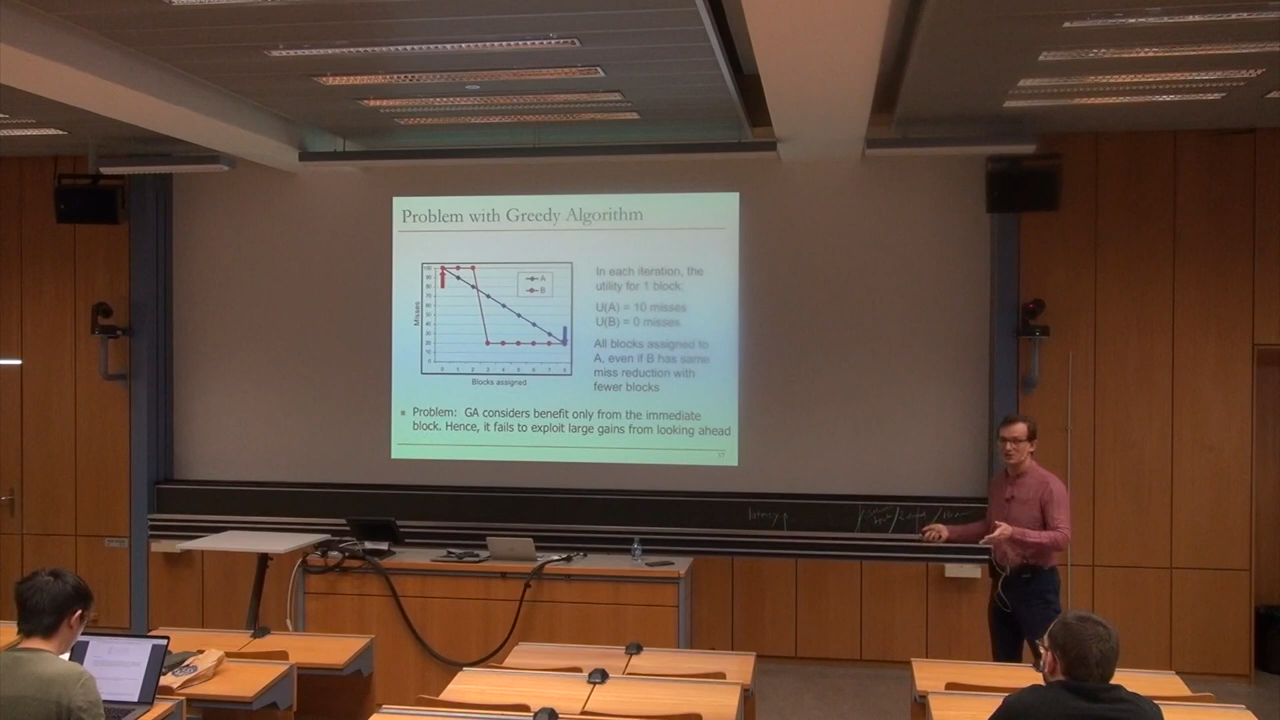 Problem with Greedy Algorithm
100
90
80
70
60
50
40
30
20
10
0
Misses
A
B
0 1 2 3 4 5 6 7 8
Blocks assigned
In each iteration, the
utility for 1 block:
U(A) = 10 misses
U(B) = 0 misses
All blocks assigned to
A, even if B has same
miss reduction with
fewer blocks
Problem: GA considers benefit only from the immediate
block. Hence, it fails to exploit large gains from looking ahead
latency